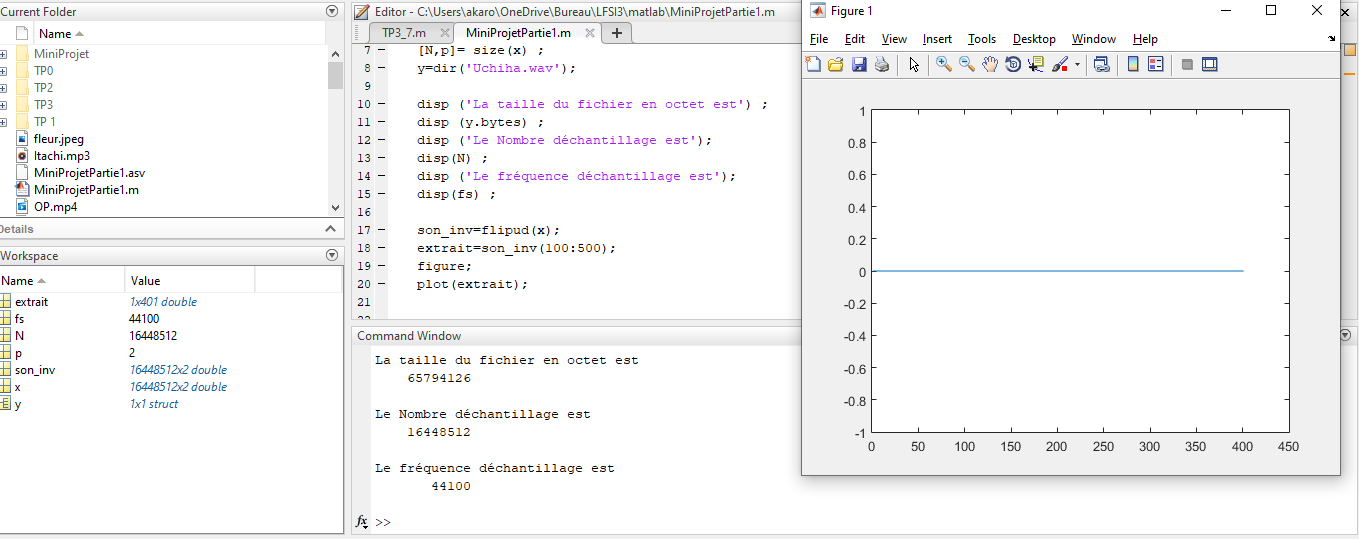 Current Folder
Name
MiniProjet
TP0
TP2
TP3
TP 1
fleur.jpeg
Itachi.mp3
MiniProjetPartie1.asv
MiniProjetPartie1.m
OP.mp4
Details
Workspace
Name Value
extrait 1x401 double
fs 44100
N 16448512
p 2
son_inv 16448512x2 double
x 16448512x2 double
y 1x1 struct
Editor - C:\Users\akaro\OneDrive\Bureau\LFSI3\matlab\MiniProjetPartie1.m
TP3_7.m MiniProjetPartie1.m
7 - [N,p]= size(x) ;
8 - y=dir('Uchiha.wav');
9
10 - disp ('La taille du fichier en octet est') ;
11 - disp (y.bytes) ;
12 - disp ('Le Nombre déchantillage est');
13 - disp(N) ;
14 - disp ('Le fréquence déchantillage est');
15 - disp(fs) ;
16
17 - son_inv=flipud(x);
18 - extrait=son_inv(100:500);
19 - figure;
20 - plot(extrait);
21
Command Window
La taille du fichier en octet est
65794126
Le Nombre déchantillage est
16448512
Le fréquence déchantillage est
44100
fx >>
Figure 1
File Edit View Insert Tools Desktop Window Help
1
0.8
0.6
0.4
0.2
0
-0.2
-0.4
-0.6
-0.8
-1
0 50 100 150 200 250 300 350 400 450